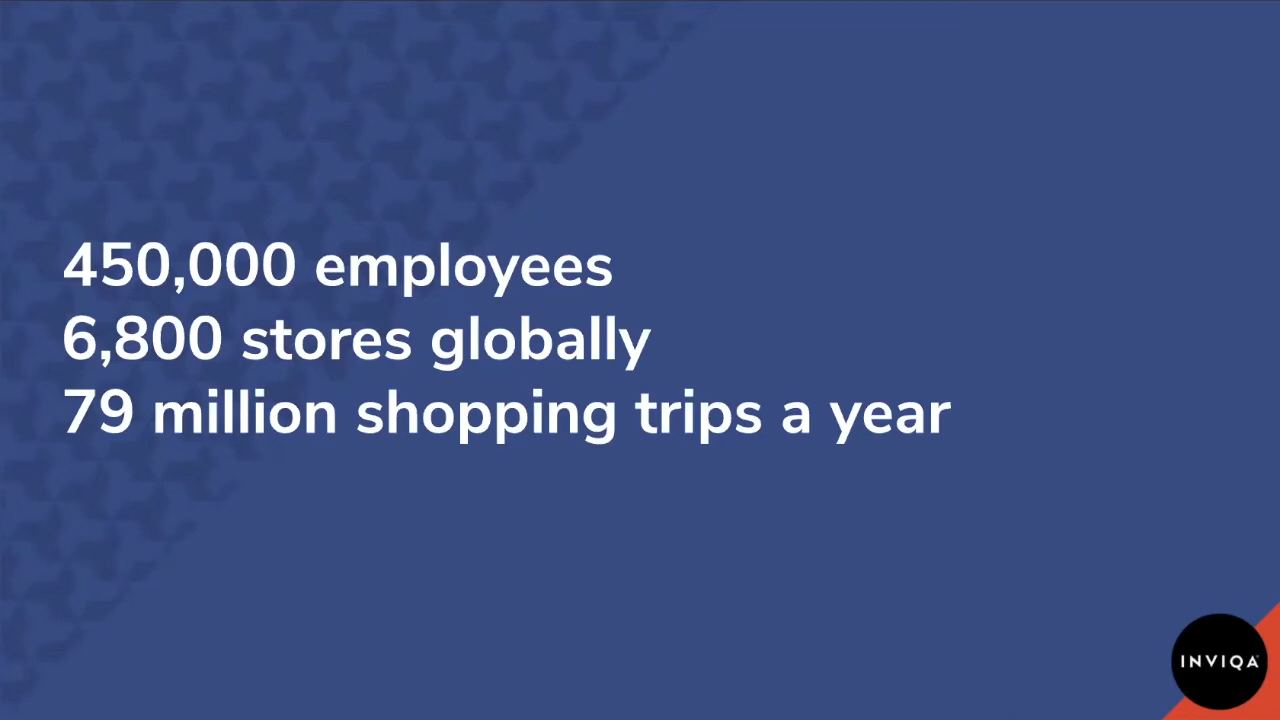 450,000 employees
6,800 stores globally
79 million shopping trips a year
INVIQA